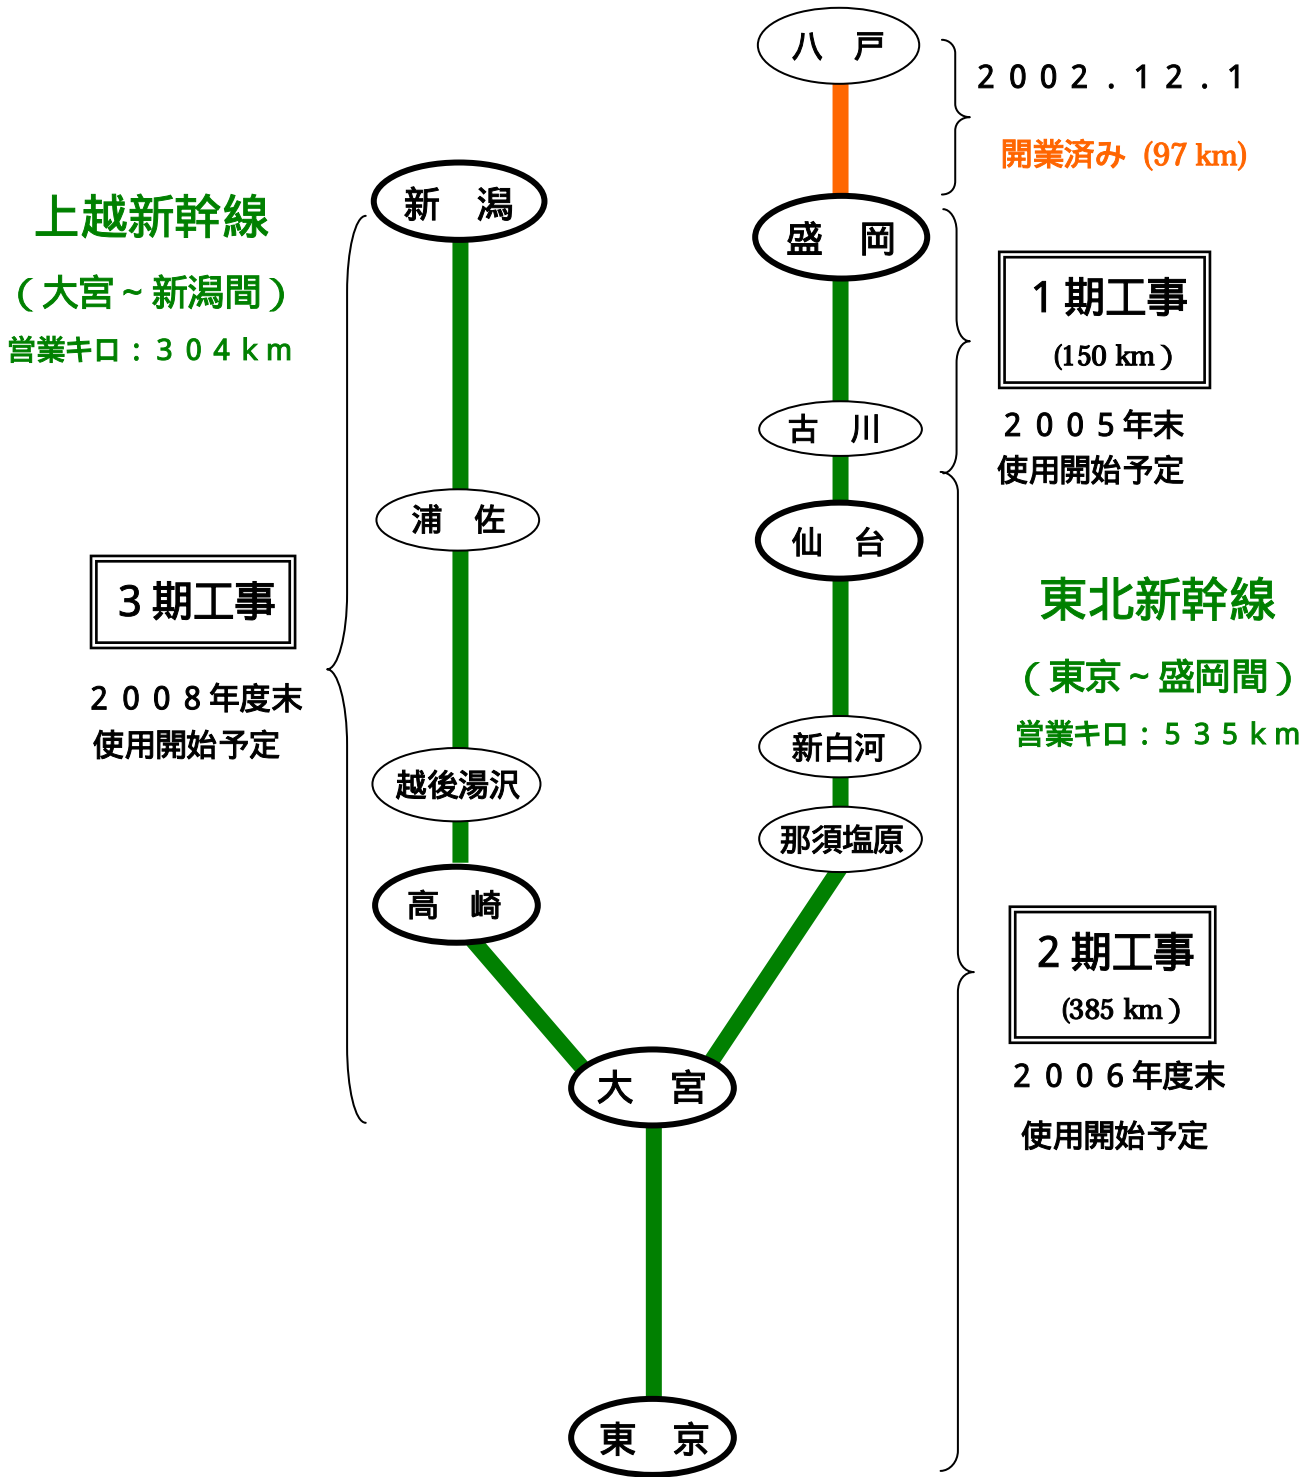 八　戸
２００２．１２．１
開業済み (97 km)
新　潟
上越新幹線
（大宮～新潟間）
営業キロ：３０４ｋｍ
盛　岡
１期工事
(150 km）
２００５年末
使用開始予定
古　川
浦　佐
仙　台
３期工事
２００８年度末
使用開始予定
東北新幹線
（東京～盛岡間）
営業キロ：５３５ｋｍ
越後湯沢
新白河
那須塩原
高　崎
２期工事
(385 km）
２００６年度末
使用開始予定
大　宮
東　京